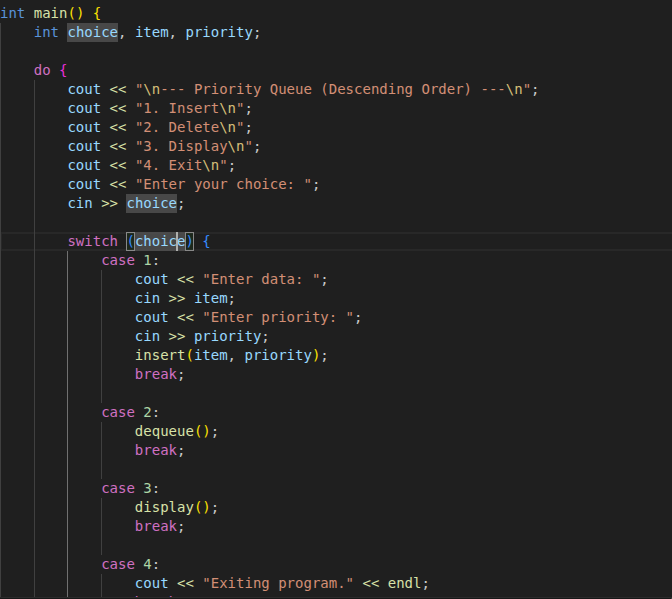 int main() {
    int choice, item, priority;

    do {
        cout << "\n--- Priority Queue (Descending Order) ---\n";
        cout << "1. Insert\n";
        cout << "2. Delete\n";
        cout << "3. Display\n";
        cout << "4. Exit\n";
        cout << "Enter your choice: ";
        cin >> choice;

        switch (choice) {
            case 1:
                cout << "Enter data: ";
                cin >> item;
                cout << "Enter priority: ";
                cin >> priority;
                insert(item, priority);
                break;

            case 2:
                dequeue();
                break;

            case 3:
                display();
                break;

            case 4:
                cout << "Exiting program." << endl;